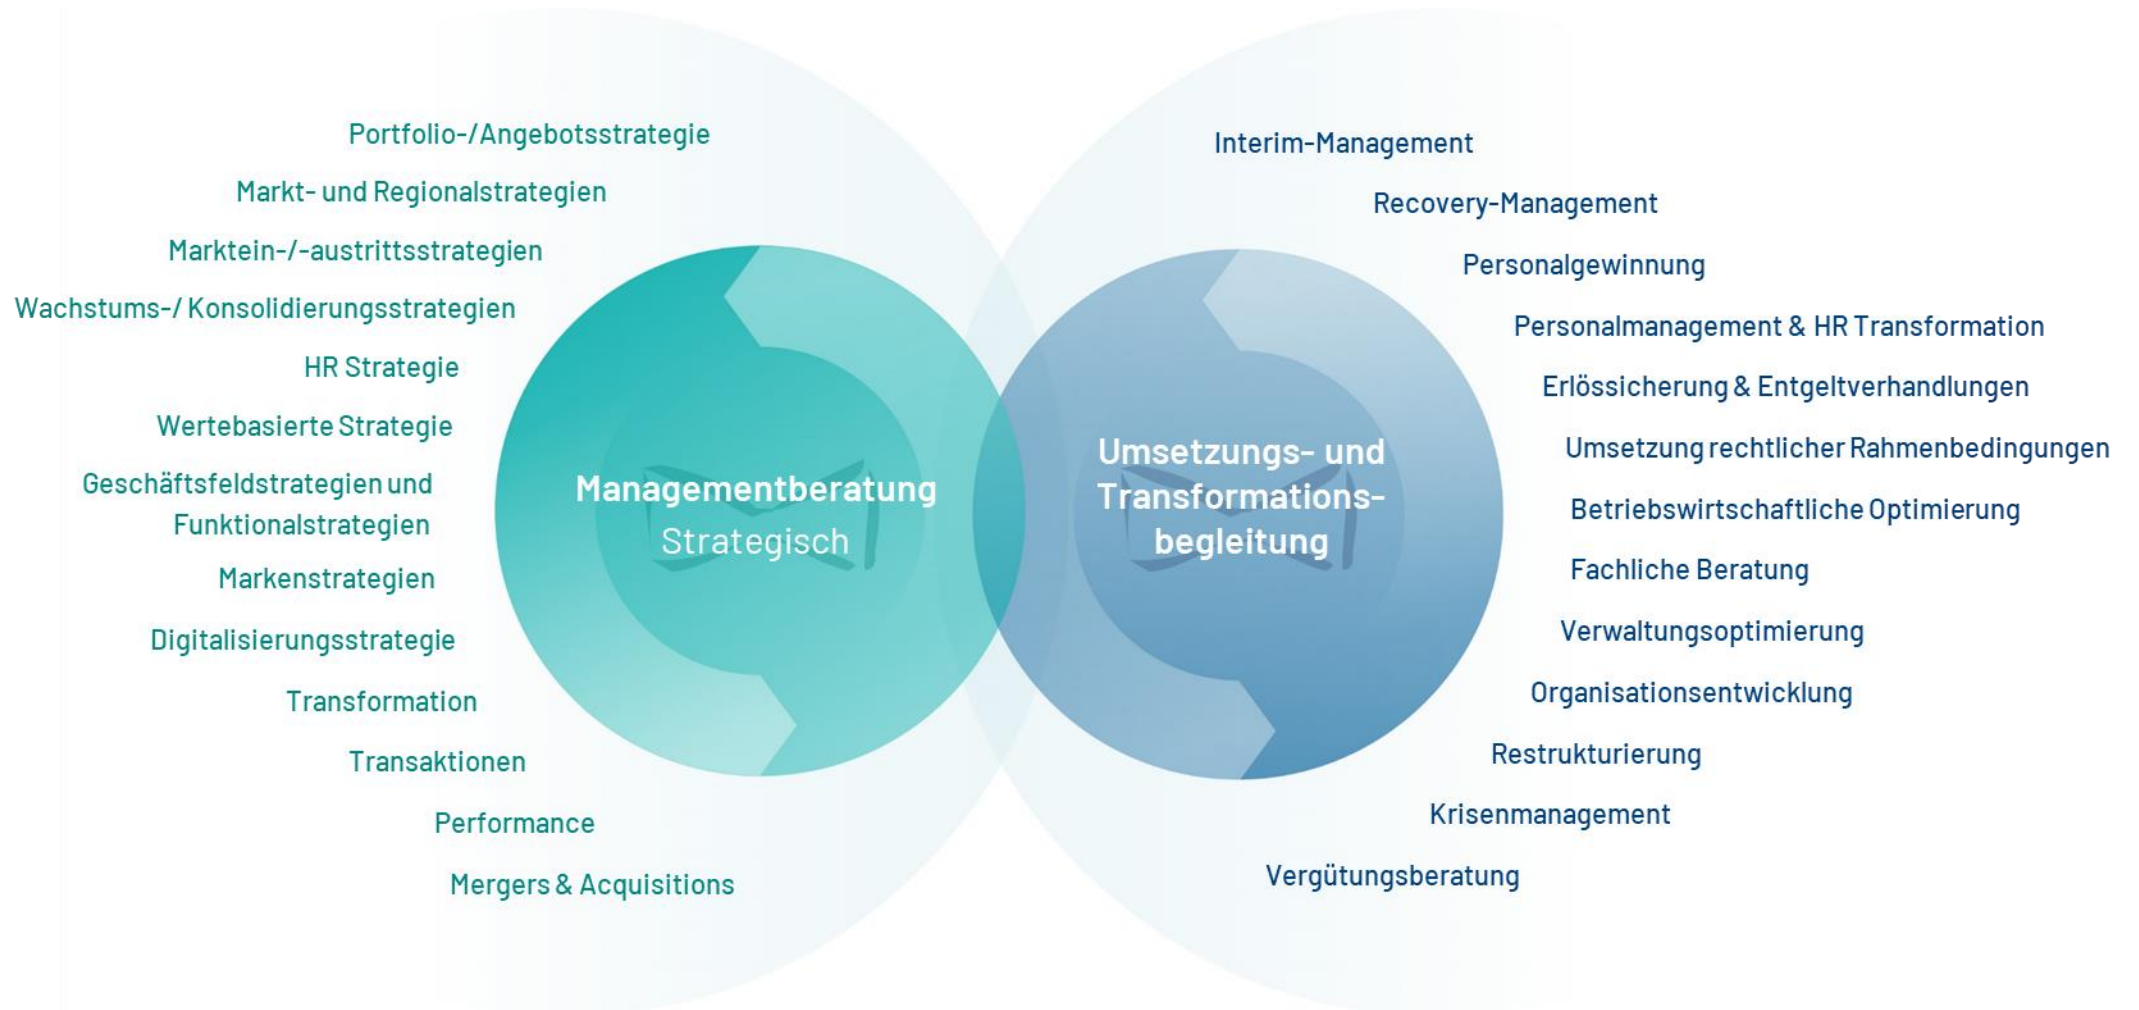 Portfolio-/Angebotsstrategie
Markt- und Regionalstrategien
Marktein-/-austrittsstrategien
Wachstums-/ Konsolidierungsstrategien
HR Strategie
Wertebasierte Strategie
Geschäftsfeldstrategien und
Funktionalstrategien
Markenstrategien
Digitalisierungsstrategie
Transformation
Transaktionen
Performance
Mergers & Acquisitions
Managementberatung
Strategisch
Umsetzungs- und
Transformations-
begleitung
Interim-Management
Recovery-Management
Personalgewinnung
Personalmanagement & HR Transformation
Erlössicherung & Entgeltverhandlungen
Umsetzung rechtlicher Rahmenbedingungen
Betriebswirtschaftliche Optimierung
Fachliche Beratung
Verwaltungsoptimierung
Organisationsentwicklung
Restrukturierung
Krisenmanagement
Vergütungsberatung